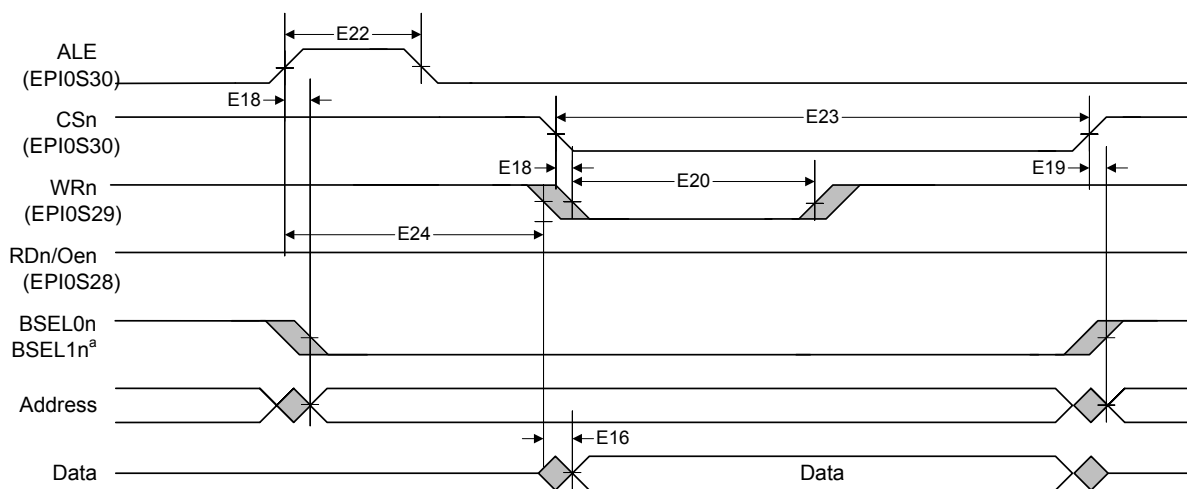 E22
ALE
(EPI0S30)
E18
CSn
(EPI0S30)
E23
E18
E19
WRn
(EPI0S29)
E20
E24
RDn/Oen
(EPI0S28)
BSEL0n
BSEL1nᵃ
Address
E16
Data
Data